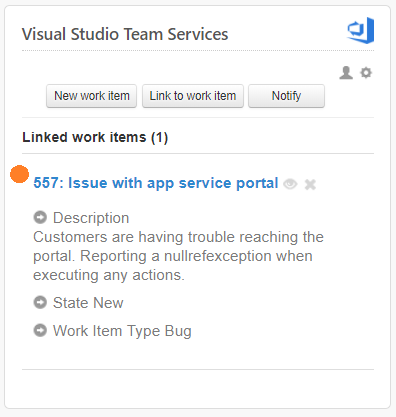 Visual Studio Team Services
New work item
Link to work item
Notify
Linked work items (1)
557: Issue with app service portal
Description
Customers are having trouble reaching the
portal. Reporting a nullrefexception when
executing any actions.
State New
Work Item Type Bug